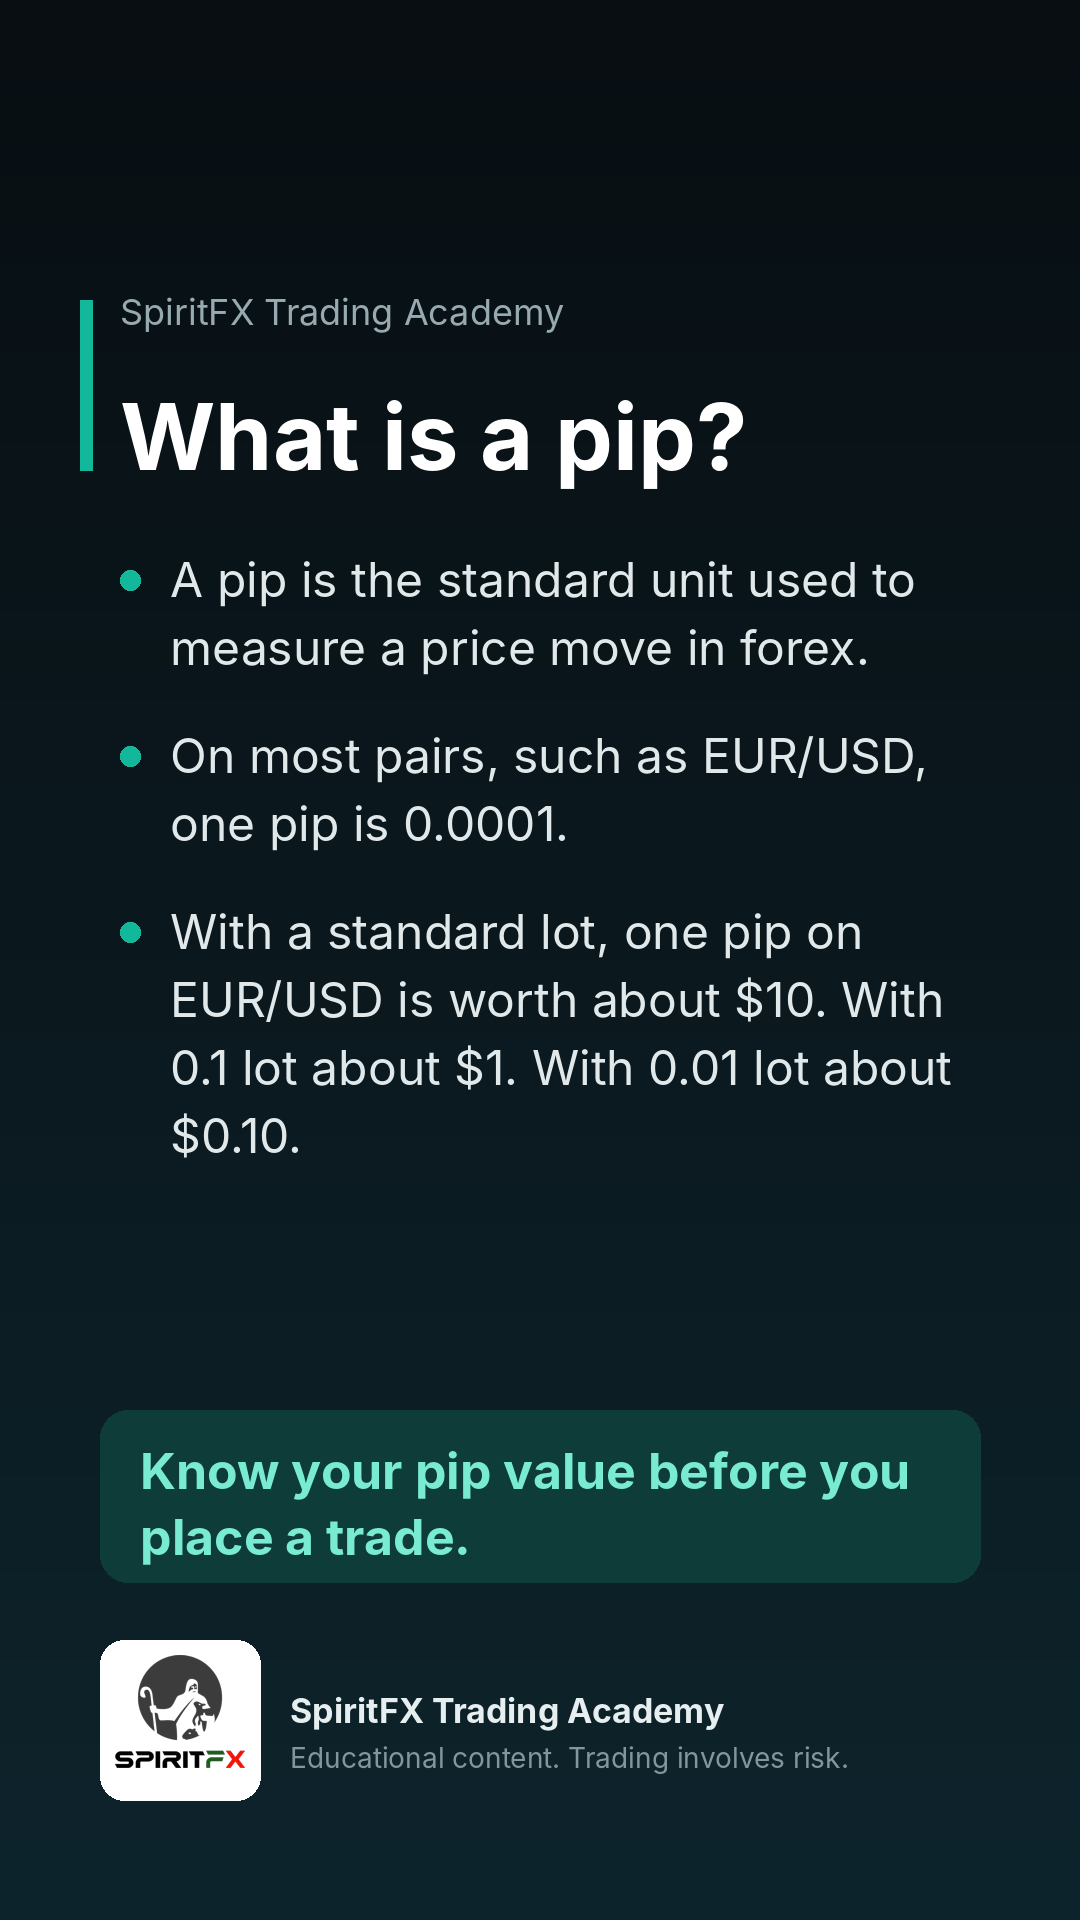 SpiritFX Trading Academy
What is a pip?
A pip is the standard unit used to
measure a price move in forex.
On most pairs, such as EUR/USD,
one pip is 0.0001.
With a standard lot, one pip on
EUR/USD is worth about $10. With
0.1 lot about $1. With 0.01 lot about
$0.10.
Know your pip value before you
place a trade.
SPIRITFX
SpiritFX Trading Academy
Educational content. Trading involves risk.